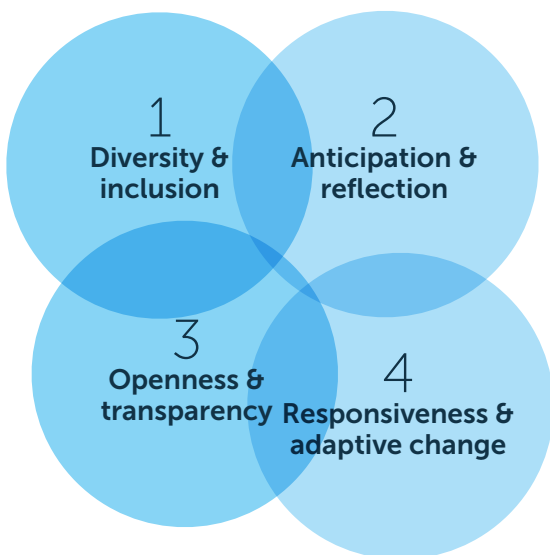 1
Diversity &
inclusion
2
Anticipation &
reflection
3
Openness &
transparency
4
Responsiveness &
adaptive change